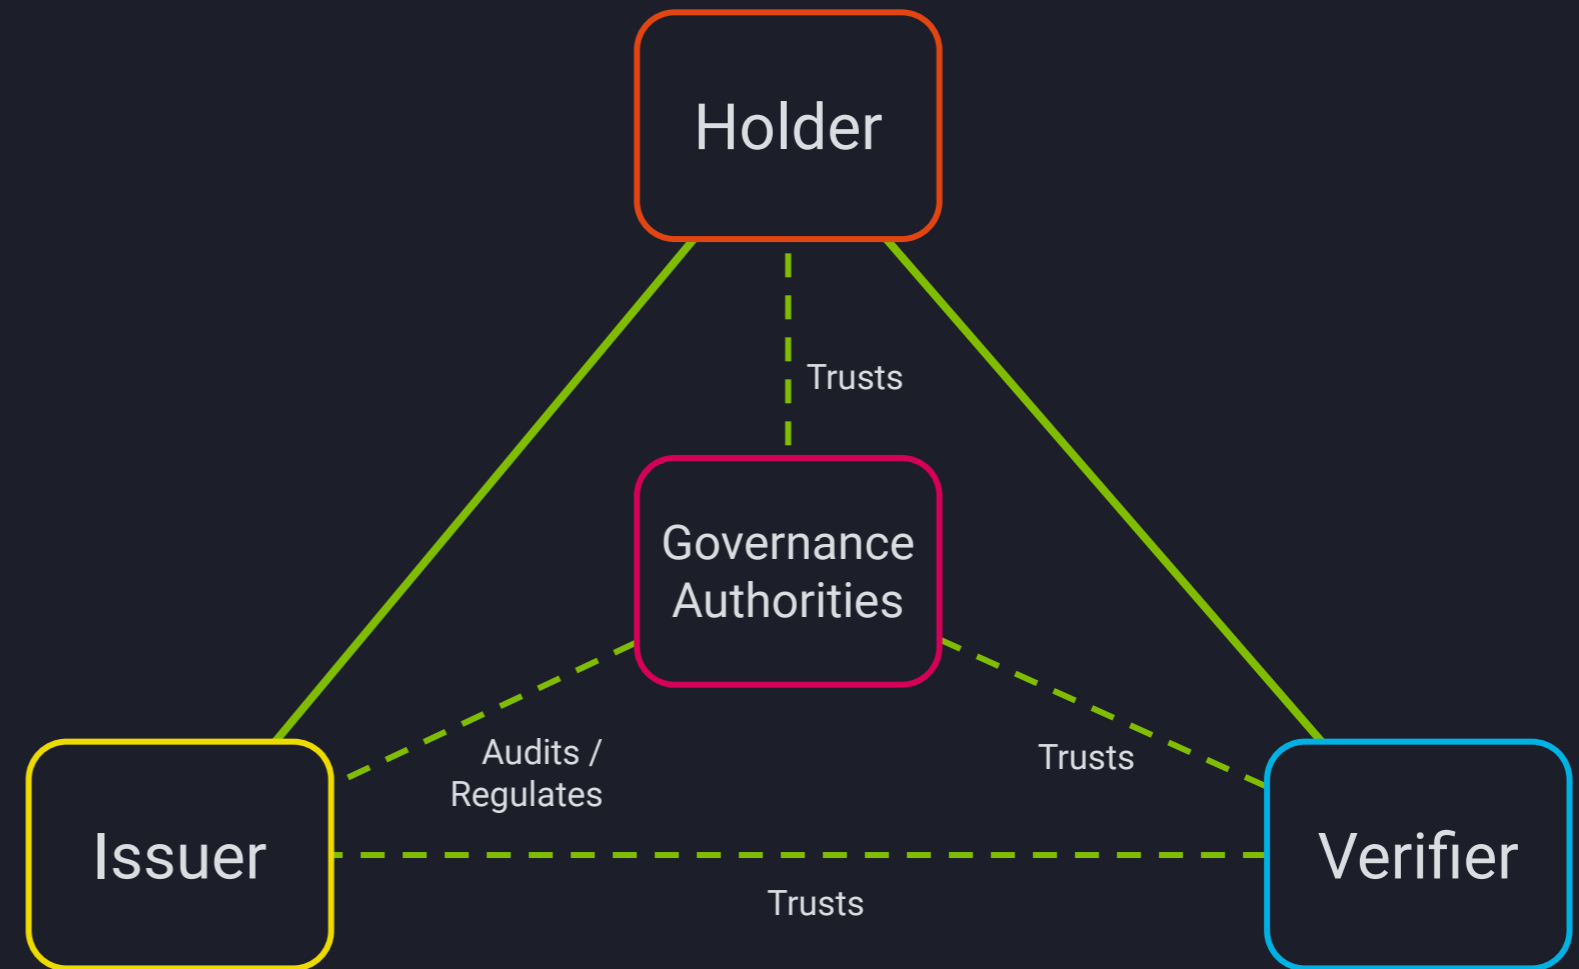 Holder
Trusts
Governance
Authorities
Audits /
Regulates
Trusts
Issuer
Verifier
Trusts